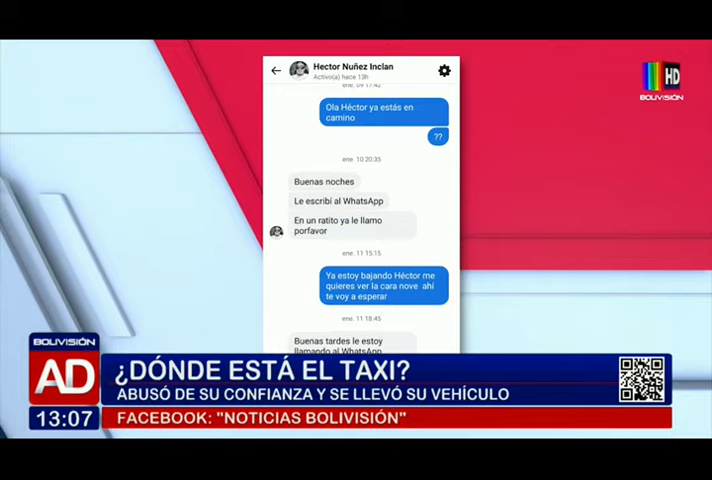 Hector Nuñez Inclan
Activo(a) hace 13h
ene. 09 17:42
Ola Héctor ya estás en
camino
??
ene. 10 20:35
Buenas noches
Le escribí al WhatsApp
En un ratito ya le llamo
porfavor
ene. 11 15:15
Ya estoy bajando Héctor me
quieres ver la cara nove ahí
te voy a esperar
ene. 11 18:45
Buenas tardes le estoy
llamando al WhatsApp
HD
BOLIVISIÓN
BOLIVISIÓN
AD
13:07
¿DÓNDE ESTÁ EL TAXI?
ABUSÓ DE SU CONFIANZA Y SE LLEVÓ SU VEHÍCULO
FACEBOOK: "NOTICIAS BOLIVISIÓN"